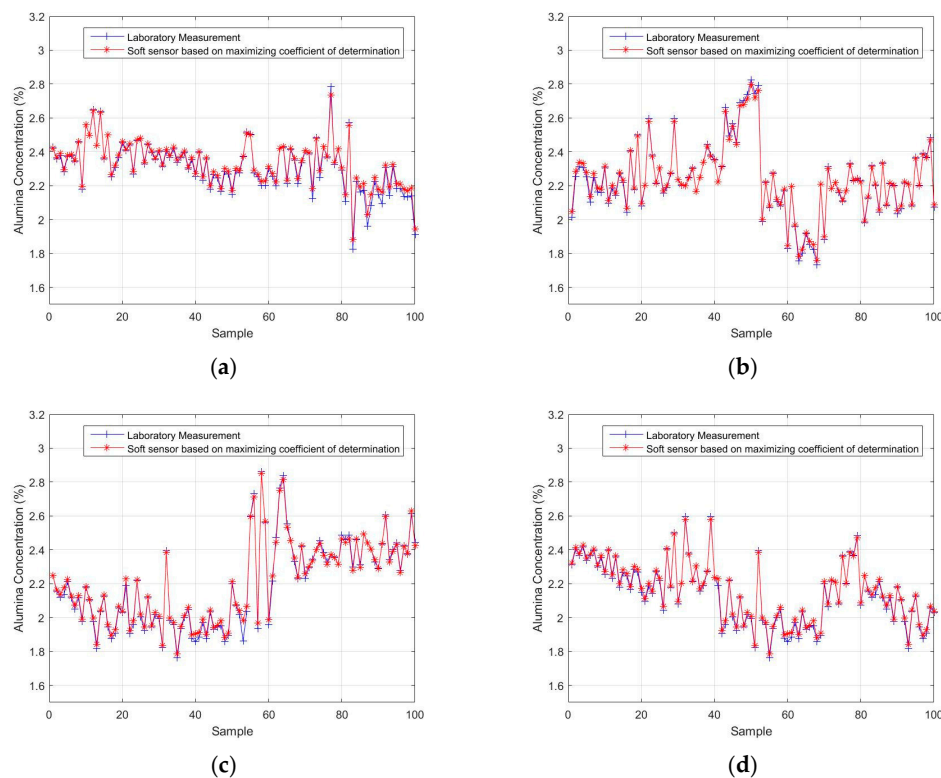 3.2
3
2.8
2.6
2.4
2.2
2
1.8
1.6
Alumina Concentration (%)
Laboratory Measurement
Soft sensor based on maximizing coefficient of determination
0 20 40 60 80 100
Sample
(a)
3.2
3
2.8
2.6
2.4
2.2
2
1.8
1.6
Alumina Concentration (%)
Laboratory Measurement
Soft sensor based on maximizing coefficient of determination
0 20 40 60 80 100
Sample
(b)
3.2
3
2.8
2.6
2.4
2.2
2
1.8
1.6
Alumina Concentration (%)
Laboratory Measurement
Soft sensor based on maximizing coefficient of determination
0 20 40 60 80 100
Sample
(c)
3.2
3
2.8
2.6
2.4
2.2
2
1.8
1.6
Alumina Concentration (%)
Laboratory Measurement
Soft sensor based on maximizing coefficient of determination
0 20 40 60 80 100
Sample
(d)